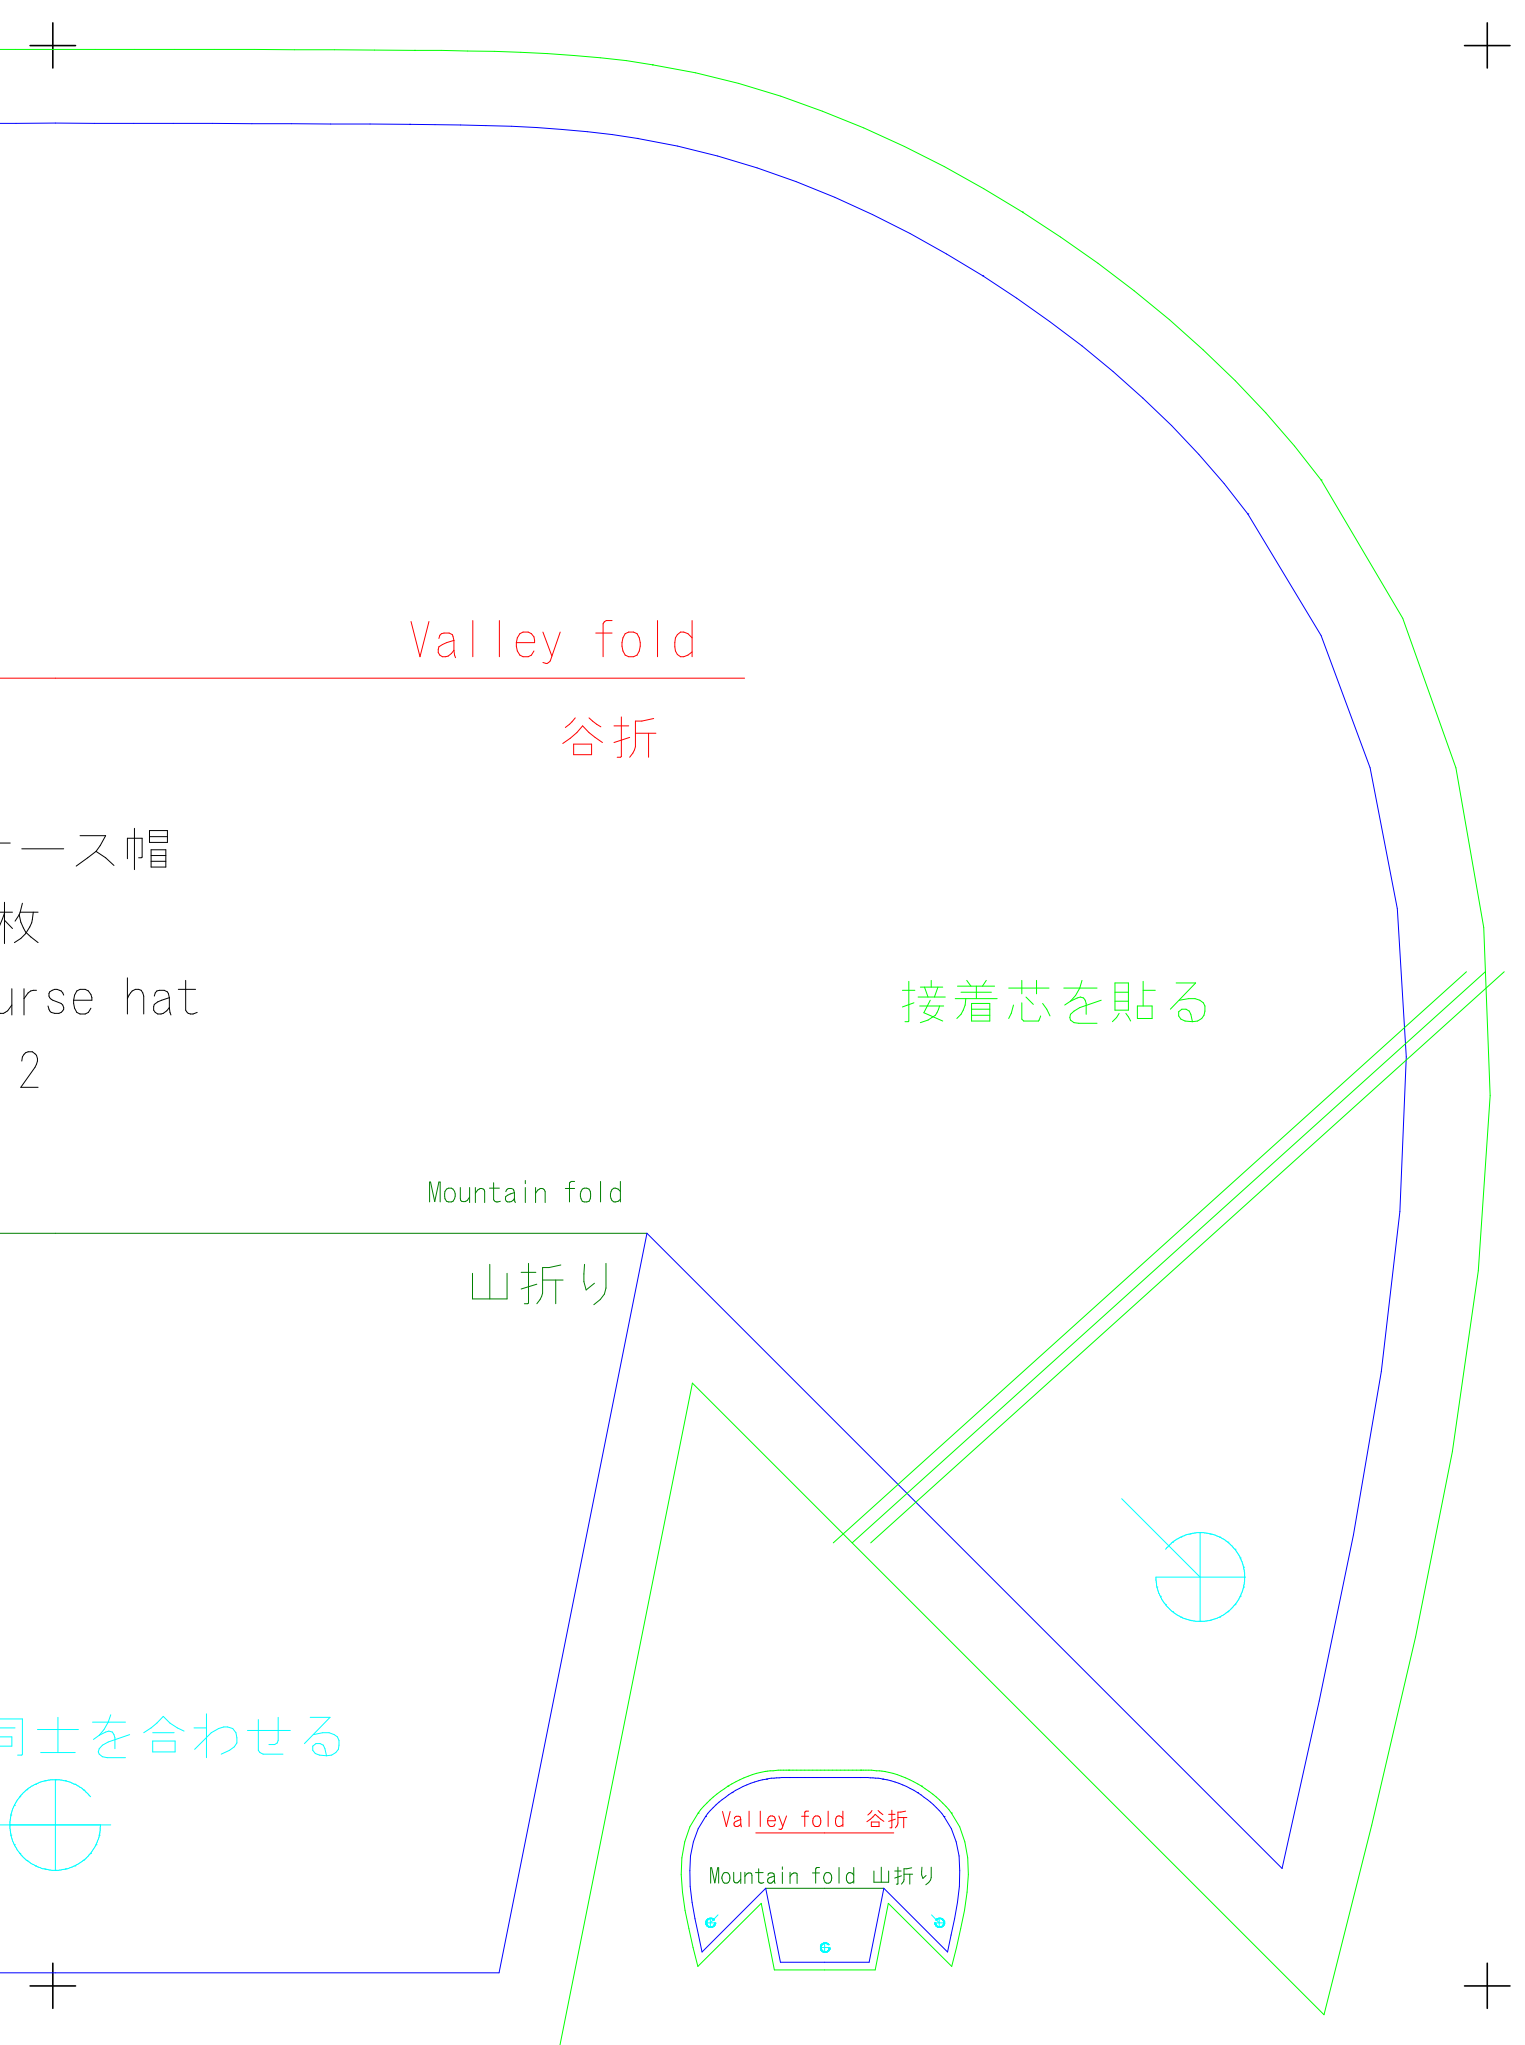 Valley fold
谷折
ース帽
枚
urse hat
2
接着芯を貼る
Mountain fold
山折り
同士を合わせる
Valley fold 谷折
Mountain fold 山折り